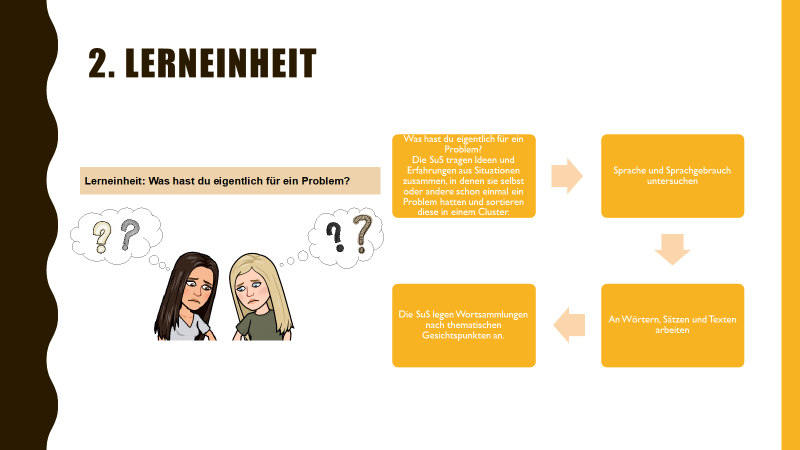 2. LERNEINHEIT
Lerneinheit: Was hast du eigentlich für ein Problem?
? ?
? ?
Was hast du eigentlich für ein
Problem?
Die SuS tragen Ideen und
Erfahrungen aus Situationen
zusammen, in denen sie selbst
oder andere schon einmal ein
Problem hatten und sortieren
diese in einem Cluster.
Sprache und Sprachgebrauch
untersuchen
An Wörtern, Sätzen und Texten
arbeiten
Die SuS legen Wortsammlungen
nach thematischen
Gesichtspunkten an.